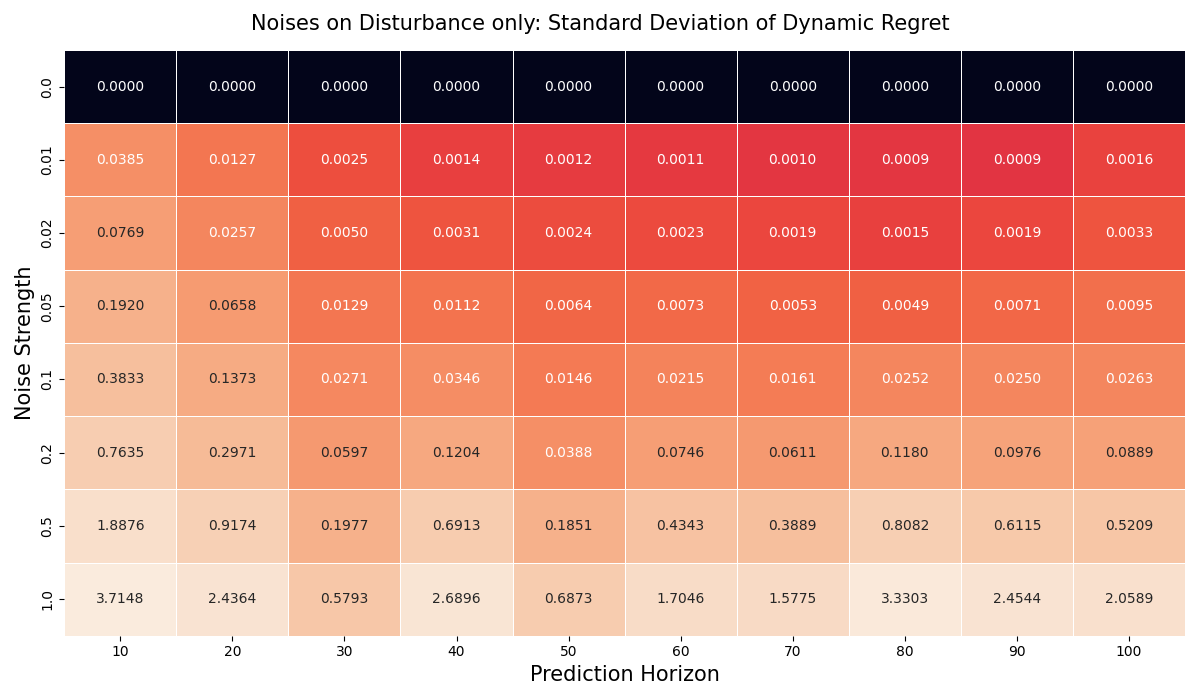 Noises on Disturbance only: Standard Deviation of Dynamic Regret
Noise Strength
0.0 0.0000 0.0000 0.0000 0.0000 0.0000 0.0000 0.0000 0.0000 0.0000 0.0000
0.01 0.0385 0.0127 0.0025 0.0014 0.0012 0.0011 0.0010 0.0009 0.0009 0.0016
0.02 0.0769 0.0257 0.0050 0.0031 0.0024 0.0023 0.0019 0.0015 0.0019 0.0033
0.05 0.1920 0.0658 0.0129 0.0112 0.0064 0.0073 0.0053 0.0049 0.0071 0.0095
0.1 0.3833 0.1373 0.0271 0.0346 0.0146 0.0215 0.0161 0.0252 0.0250 0.0263
0.2 0.7635 0.2971 0.0597 0.1204 0.0388 0.0746 0.0611 0.1180 0.0976 0.0889
0.5 1.8876 0.9174 0.1977 0.6913 0.1851 0.4343 0.3889 0.8082 0.6115 0.5209
1.0 3.7148 2.4364 0.5793 2.6896 0.6873 1.7046 1.5775 3.3303 2.4544 2.0589
10 20 30 40 50 60 70 80 90 100
Prediction Horizon